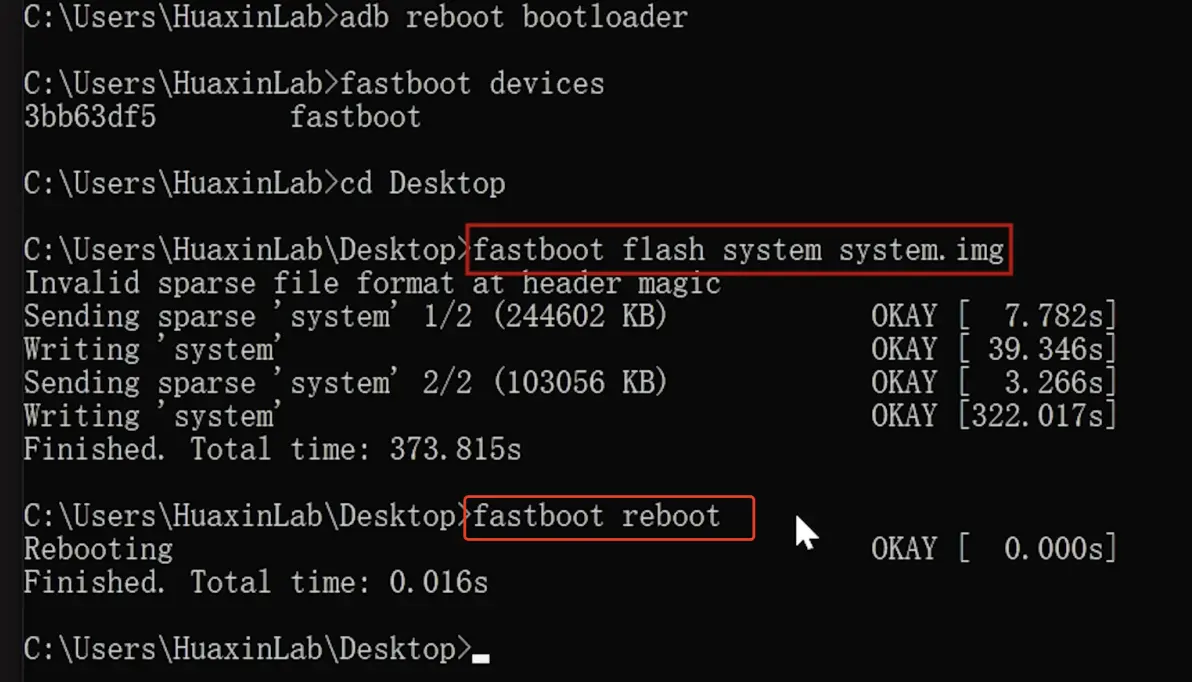 C:\Users\HuaxinLab>adb reboot bootloader
C:\Users\HuaxinLab>fastboot devices
3bb63df5        fastboot
C:\Users\HuaxinLab>cd Desktop
C:\Users\HuaxinLab\Desktop>fastboot flash system system.img
Invalid sparse file format at header magic
Sending sparse 'system' 1/2 (244602 KB)            OKAY [  7.782s]
Writing 'system'                                   OKAY [ 39.346s]
Sending sparse 'system' 2/2 (103056 KB)            OKAY [  3.266s]
Writing 'system'                                   OKAY [322.017s]
Finished. Total time: 373.815s
C:\Users\HuaxinLab\Desktop>fastboot reboot
Rebooting                                          OKAY [  0.000s]
Finished. Total time: 0.016s
C:\Users\HuaxinLab\Desktop>